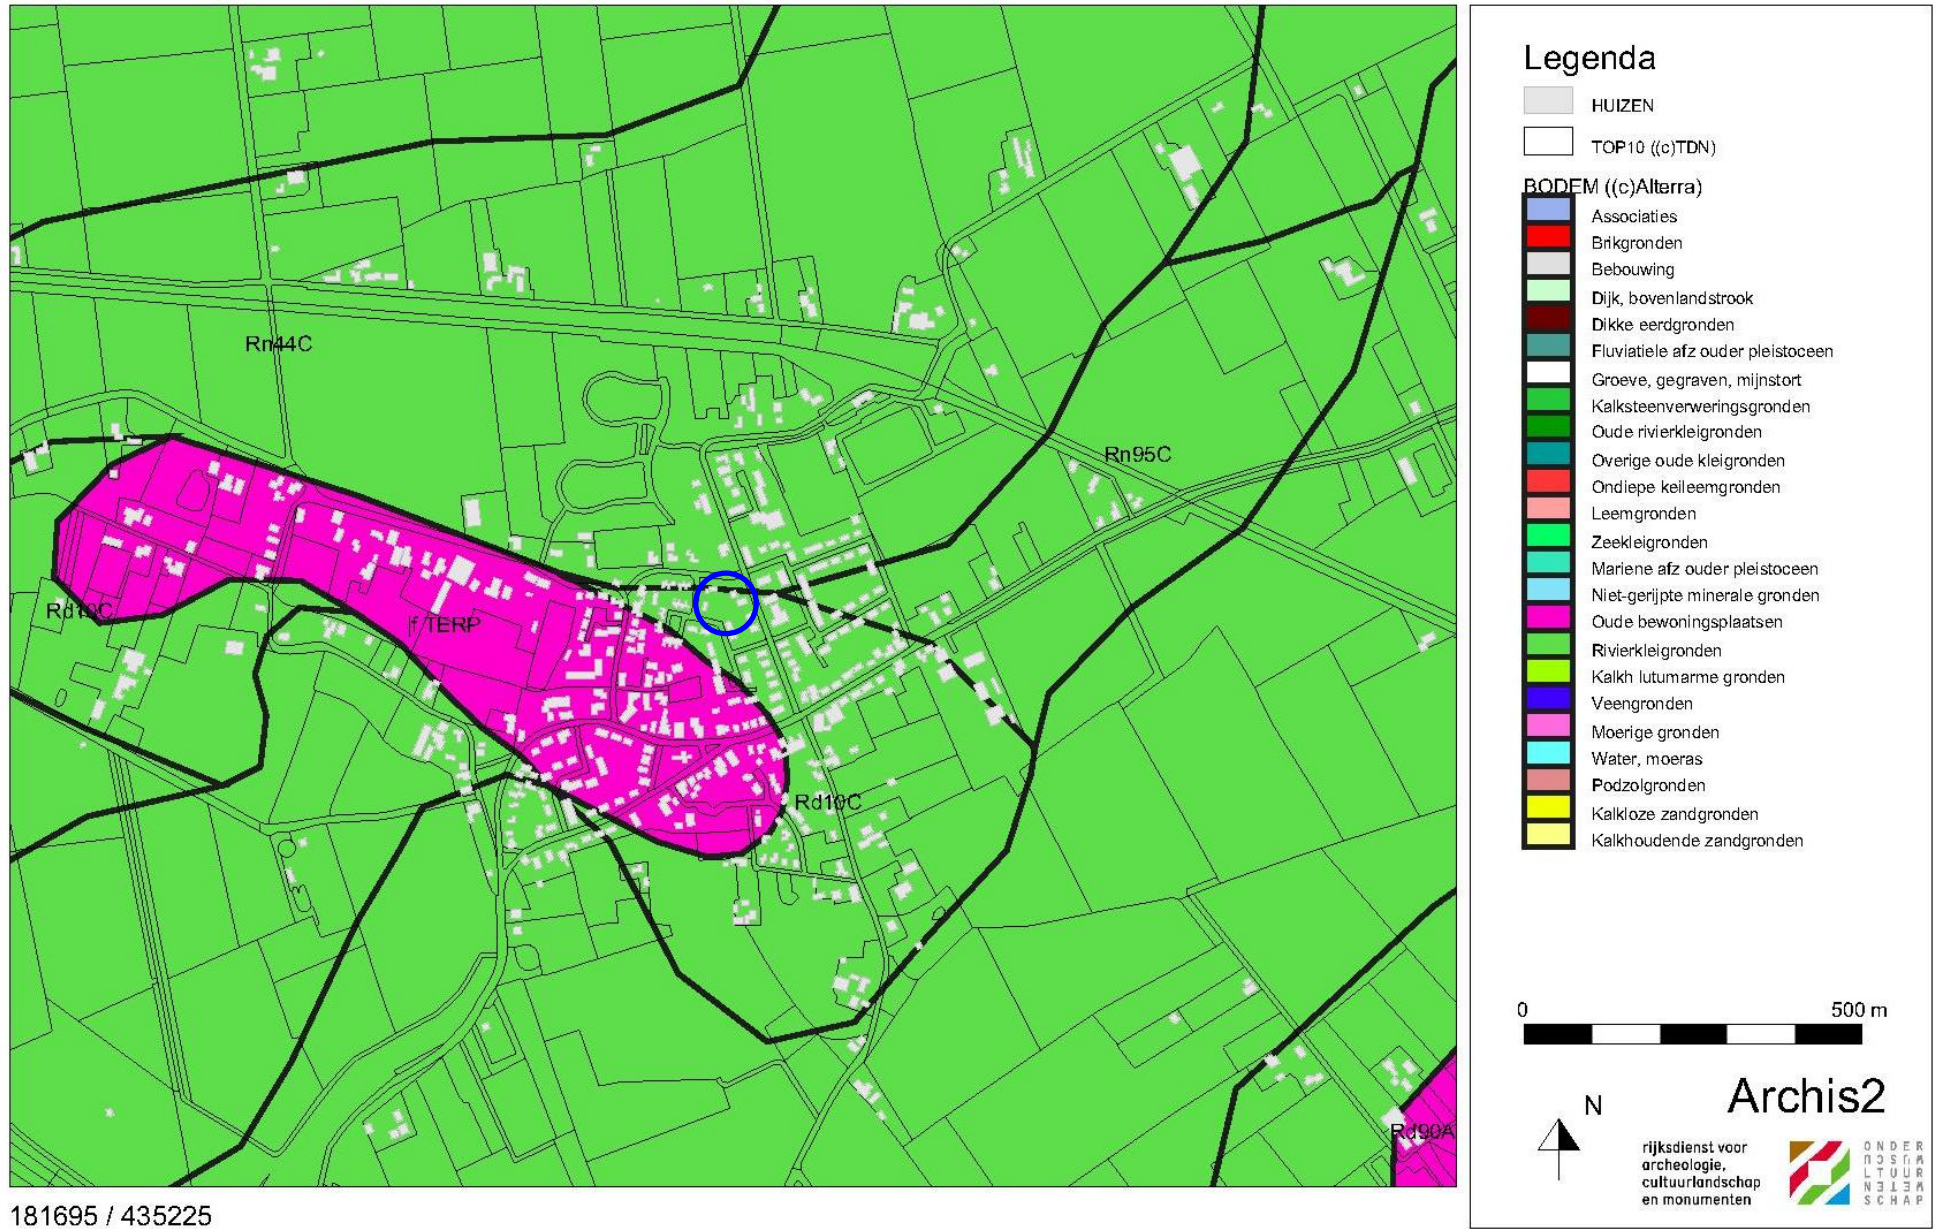 Rn44C
Rn95C
Rd10C
|f TERP
Rd10C
Rd90A
181695 / 435225
Legenda
HUIZEN
TOP10 ((c)TDN)
BODEM ((c)Alterra)
Associaties
Brikgronden
Bebouwing
Dijk, bovenlandstrook
Dikke eerdgronden
Fluviatiele afz ouder pleistoceen
Groeve, gegraven, mijnstort
Kalksteenverweringsgronden
Oude rivierkleigronden
Overige oude kleigronden
Ondiepe keileemgronden
Leemgronden
Zeekleigronden
Mariene afz ouder pleistoceen
Niet-gerijpte minerale gronden
Oude bewoningsplaatsen
Rivierkleigronden
Kalkh lutumarme gronden
Veengronden
Moerige gronden
Water, moeras
Podzolgronden
Kalkloze zandgronden
Kalkhoudende zandgronden
0 500 m
N
Archis2
rijksdienst voor
archeologie,
cultuurlandschap
en monumenten
ONDER